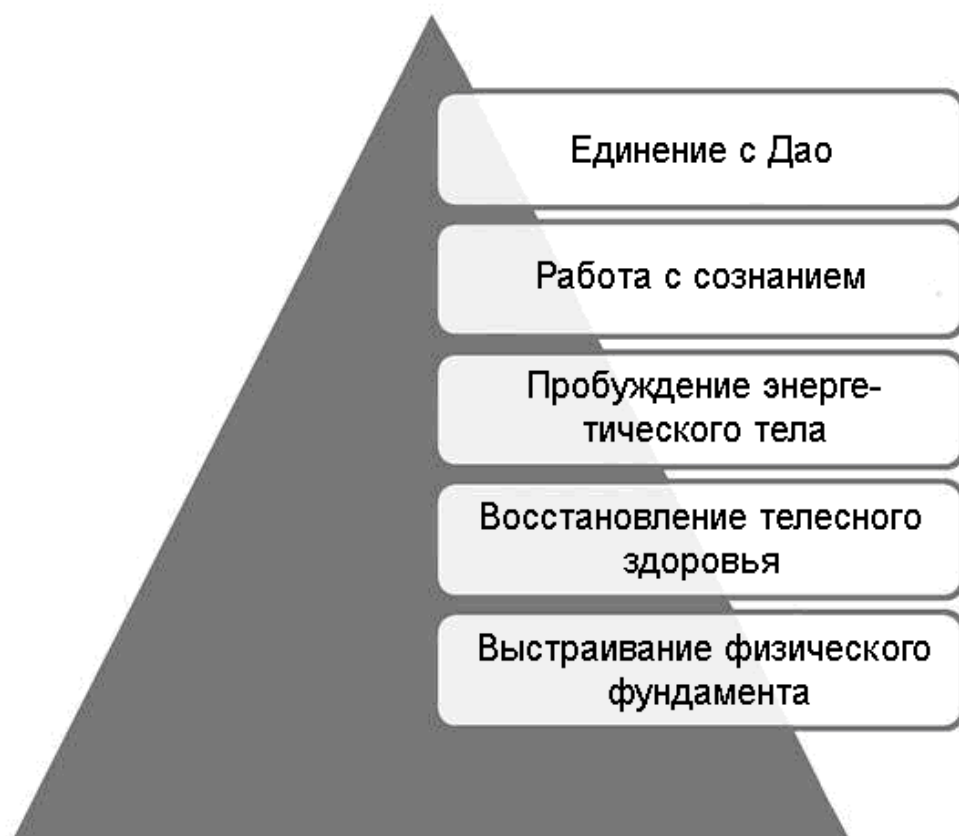 Единение с Дао
Работа с сознанием
Пробуждение энерге-
тического тела
Восстановление телесного
здоровья
Выстраивание физического
фундамента